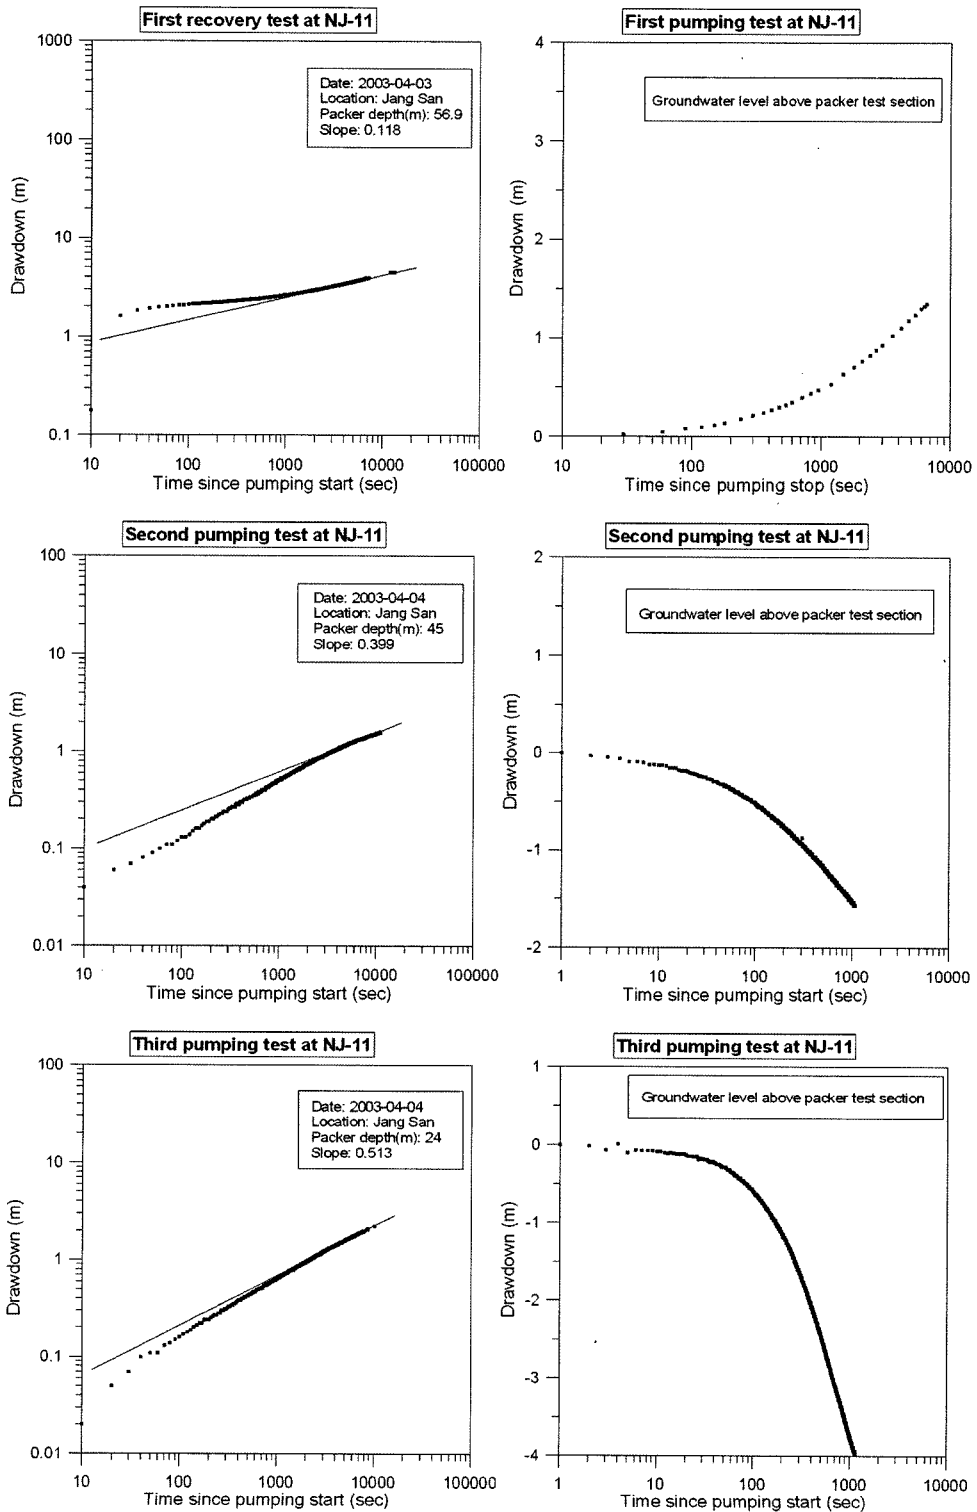 First recovery test at NJ-11
1000
100
10
1
0.1
Drawdown (m)
Date: 2003-04-03
Location: Jang San
Packer depth(m): 56.9
Slope: 0.118
10 100 1000 10000 100000
Time since pumping start (sec)
First pumping test at NJ-11
4
3
2
1
0
Drawdown (m)
Groundwater level above packer test section
10 100 1000 10000
Time since pumping stop (sec)
Second pumping test at NJ-11
100
10
1
0.1
0.01
Drawdown (m)
Date: 2003-04-04
Location: Jang San
Packer depth(m): 45
Slope: 0.399
10 100 1000 10000 100000
Time since pumping start (sec)
Second pumping test at NJ-11
2
1
0
-1
-2
Drawdown (m)
Groundwater level above packer test section
1 10 100 1000 10000
Time since pumping start (sec)
Third pumping test at NJ-11
100
10
1
0.1
0.01
Drawdown (m)
Date: 2003-04-04
Location: Jang San
Packer depth(m): 24
Slope: 0.513
10 100 1000 10000 100000
Time since pumping start (sec)
Third pumping test at NJ-11
1
0
-1
-2
-3
-4
Drawdown (m)
Groundwater level above packer test section
1 10 100 1000 10000
Time since pumping start (sec)